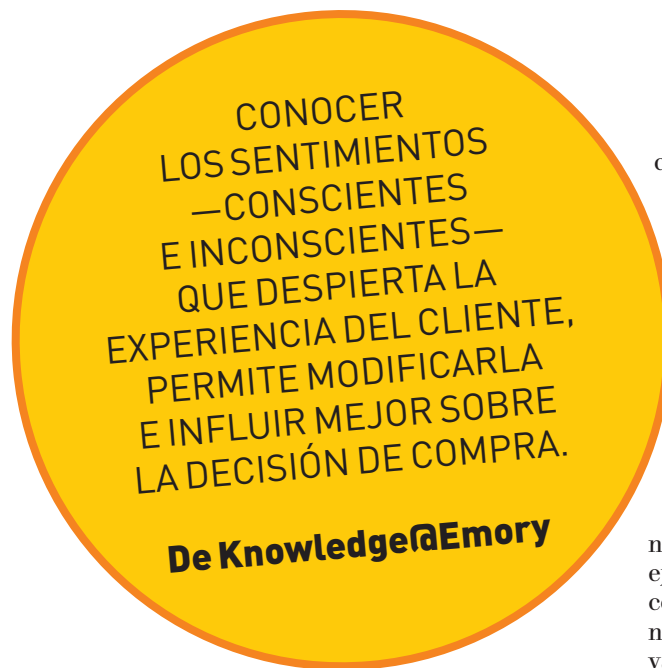 CONOCER
LOS SENTIMIENTOS
—CONSCIENTES
E INCONSCIENTES—
QUE DESPIERTA LA
EXPERIENCIA DEL CLIENTE,
PERMITE MODIFICARLA
E INFLUIR MEJOR SOBRE
LA DECISIÓN DE COMPRA.
De Knowledge@Emory